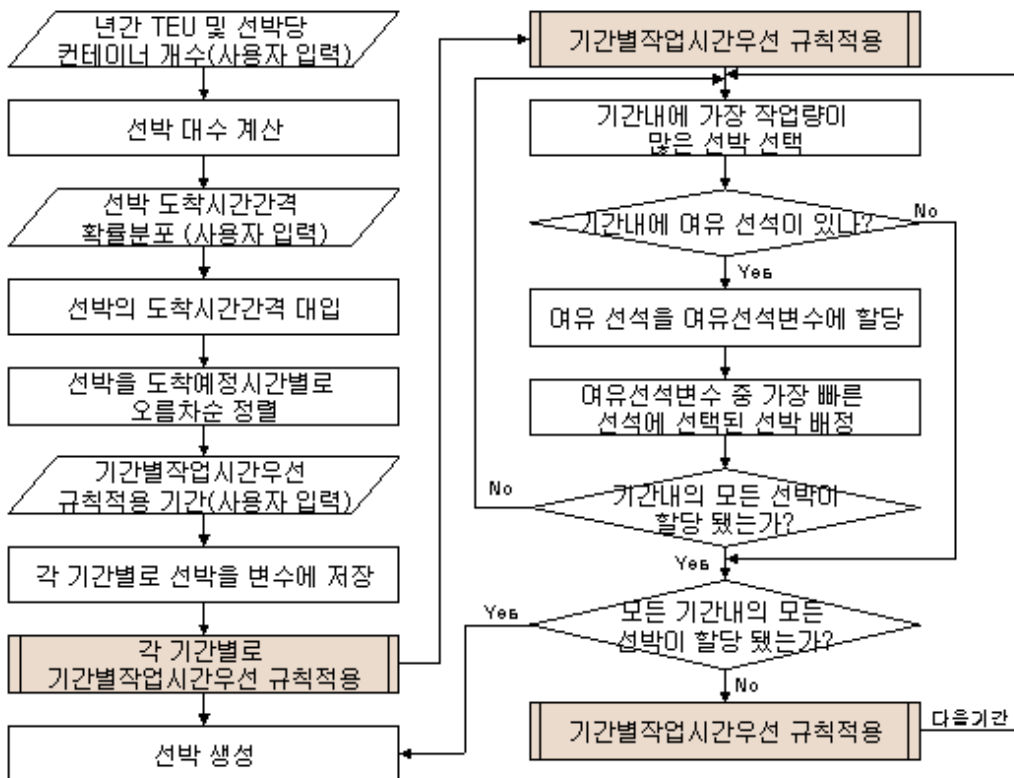 년간 TEU 및 선박당
컨테이너 개수(사용자 입력)
선박 대수 계산
선박 도착시간간격
확률분포 (사용자 입력)
선박의 도착시간간격 대입
선박을 도착예정시간별로
오름차순 정렬
기간별작업시간우선
규칙적용 기간(사용자 입력)
각 기간별로 선박을 변수에 저장
각 기간별로
기간별작업시간우선 규칙적용
선박 생성
기간별작업시간우선 규칙적용
기간내에 가장 작업량이
많은 선박 선택
기간내에 여유 선석이 있나?
No
Yes
여유 선석을 여유선석변수에 할당
여유선석변수 중 가장 빠른
선석에 선택된 선박 배정
기간내의 모든 선박이
할당 됐는가?
No
Yes
모든 기간내의 모든
선박이 할당 됐는가?
Yes
No
기간별작업시간우선 규칙적용
다음기간